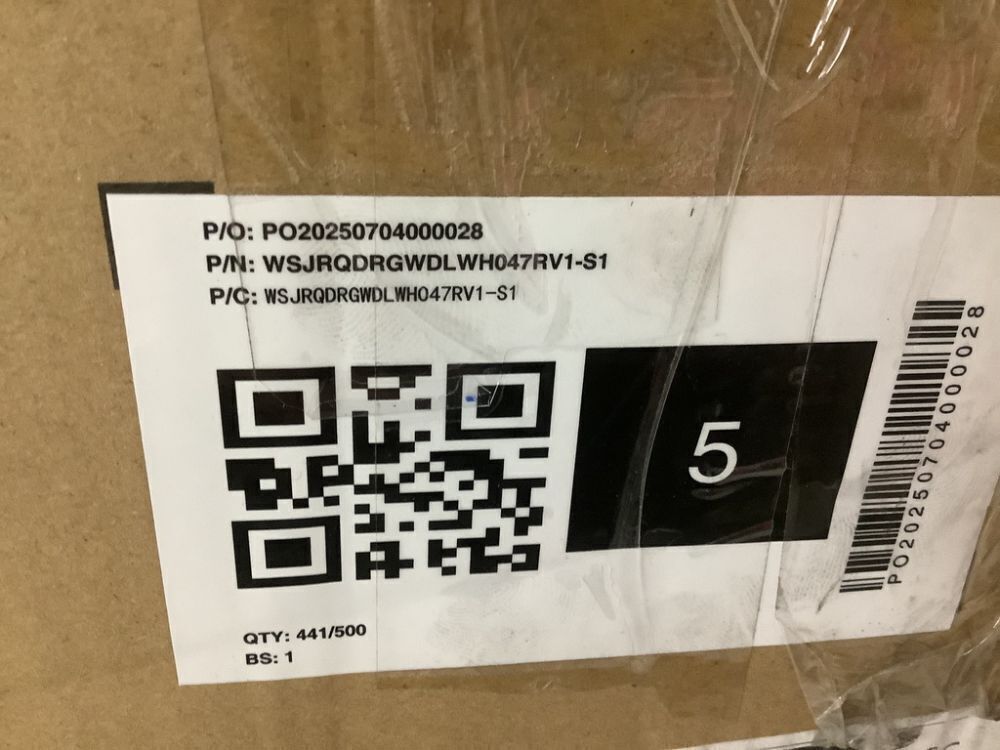 P/O: PO20250704000028
P/N: WSJRQDRGWDLWH047RV1-S1
P/C: WSJRQDRGWDLWH047RV1-S1
5
PO20250704000028
QTY: 441/500
BS: 1